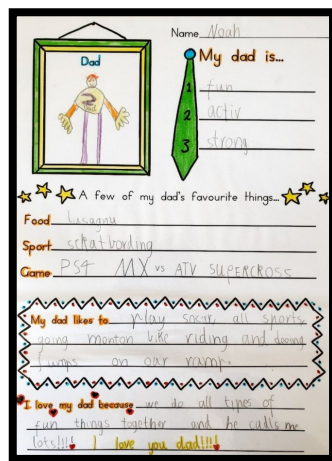 Name Noah
Dad
My dad is...
1 fun
2 activ
3 strong
A few of my dad's favourite things...
Food lasagnu
Sport sckatbording
Game PS4 MX vs ATV SUPERCROSS
My dad likes to play socur, all sports
going monton bike riding and dooing
jumps on our ramp.
I love my dad because we do all tipes of
fun things together and he cudls me
lots!!!! I love you dad!!!!